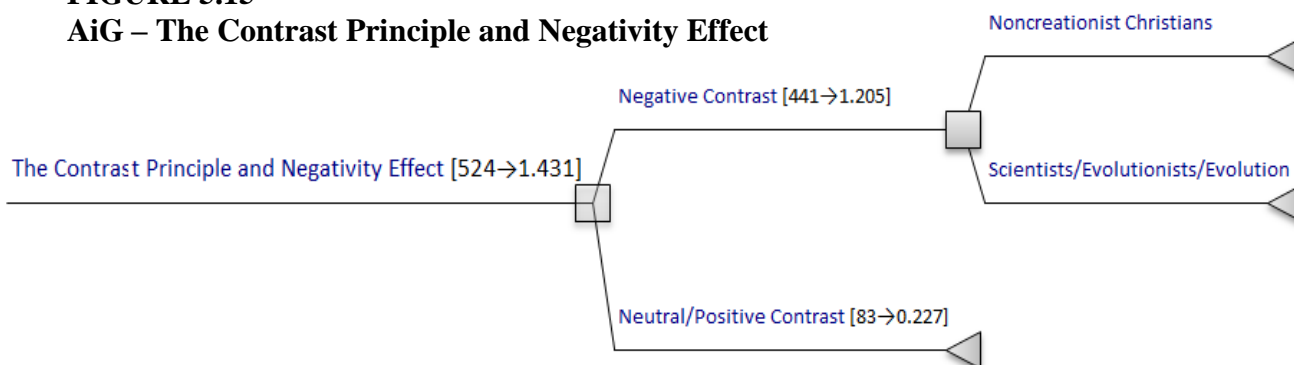 AiG – The Contrast Principle and Negativity Effect
Noncreationist Christians
Negative Contrast [441→1.205]
The Contrast Principle and Negativity Effect [524→1.431]
Scientists/Evolutionists/Evolution
Neutral/Positive Contrast [83→0.227]